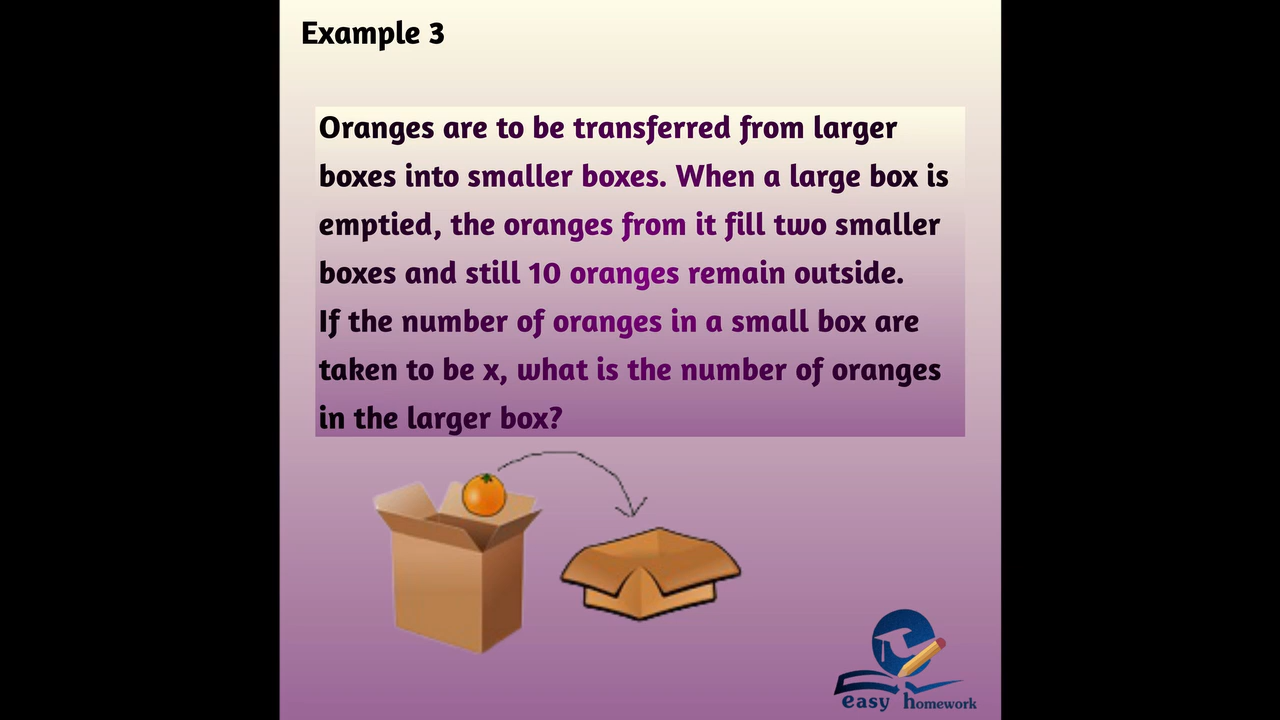 Example 3
Oranges are to be transferred from larger
boxes into smaller boxes. When a large box is
emptied, the oranges from it fill two smaller
boxes and still 10 oranges remain outside.
If the number of oranges in a small box are
taken to be x, what is the number of oranges
in the larger box?
easy homework